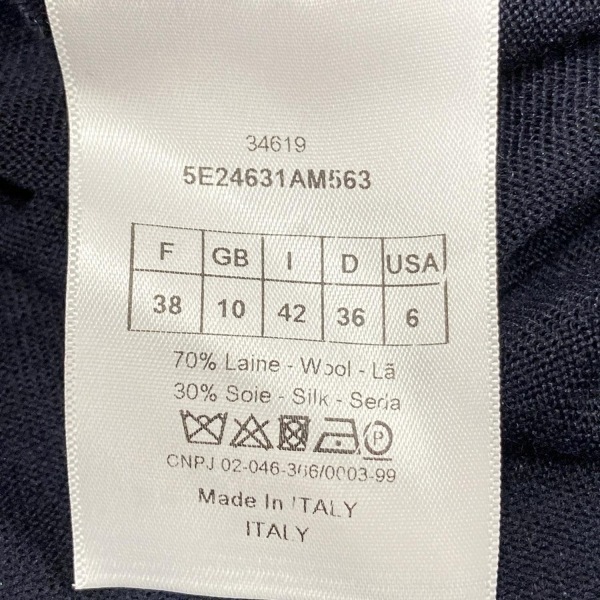 34619
5E24631AM563
F GB I D USA
38 10 42 36 6
70% Laine - Wool - Lã
30% Soie - Silk - Seda
P
CNPJ 02-046-366/0003-99
Made In ITALY
ITALY